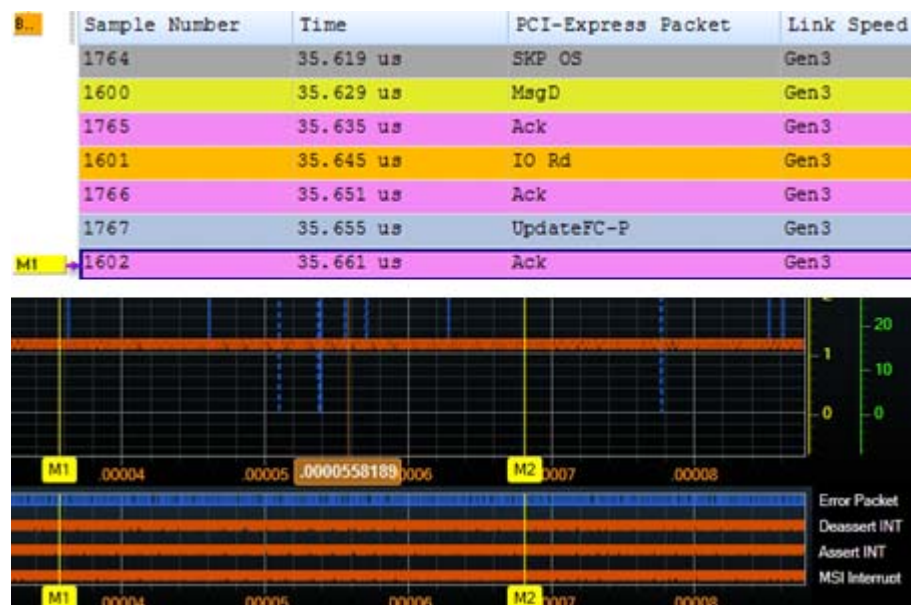 B.. Sample Number Time PCI-Express Packet Link Speed
1764 35.619 us SKP OS Gen3
1600 35.629 us MsgD Gen3
1765 35.635 us Ack Gen3
1601 35.645 us IO Rd Gen3
1766 35.651 us Ack Gen3
1767 35.655 us UpdateFC-P Gen3
M1 1602 35.661 us Ack Gen3
20
1
10
0 0
M1 .00004 .00005 .0000558189 0006 M2 0007 .00008
Error Packet
Deassert INT
Assert INT
MSI Interrupt
M1 .00004 .00005 .00006 M2 0007 .00008